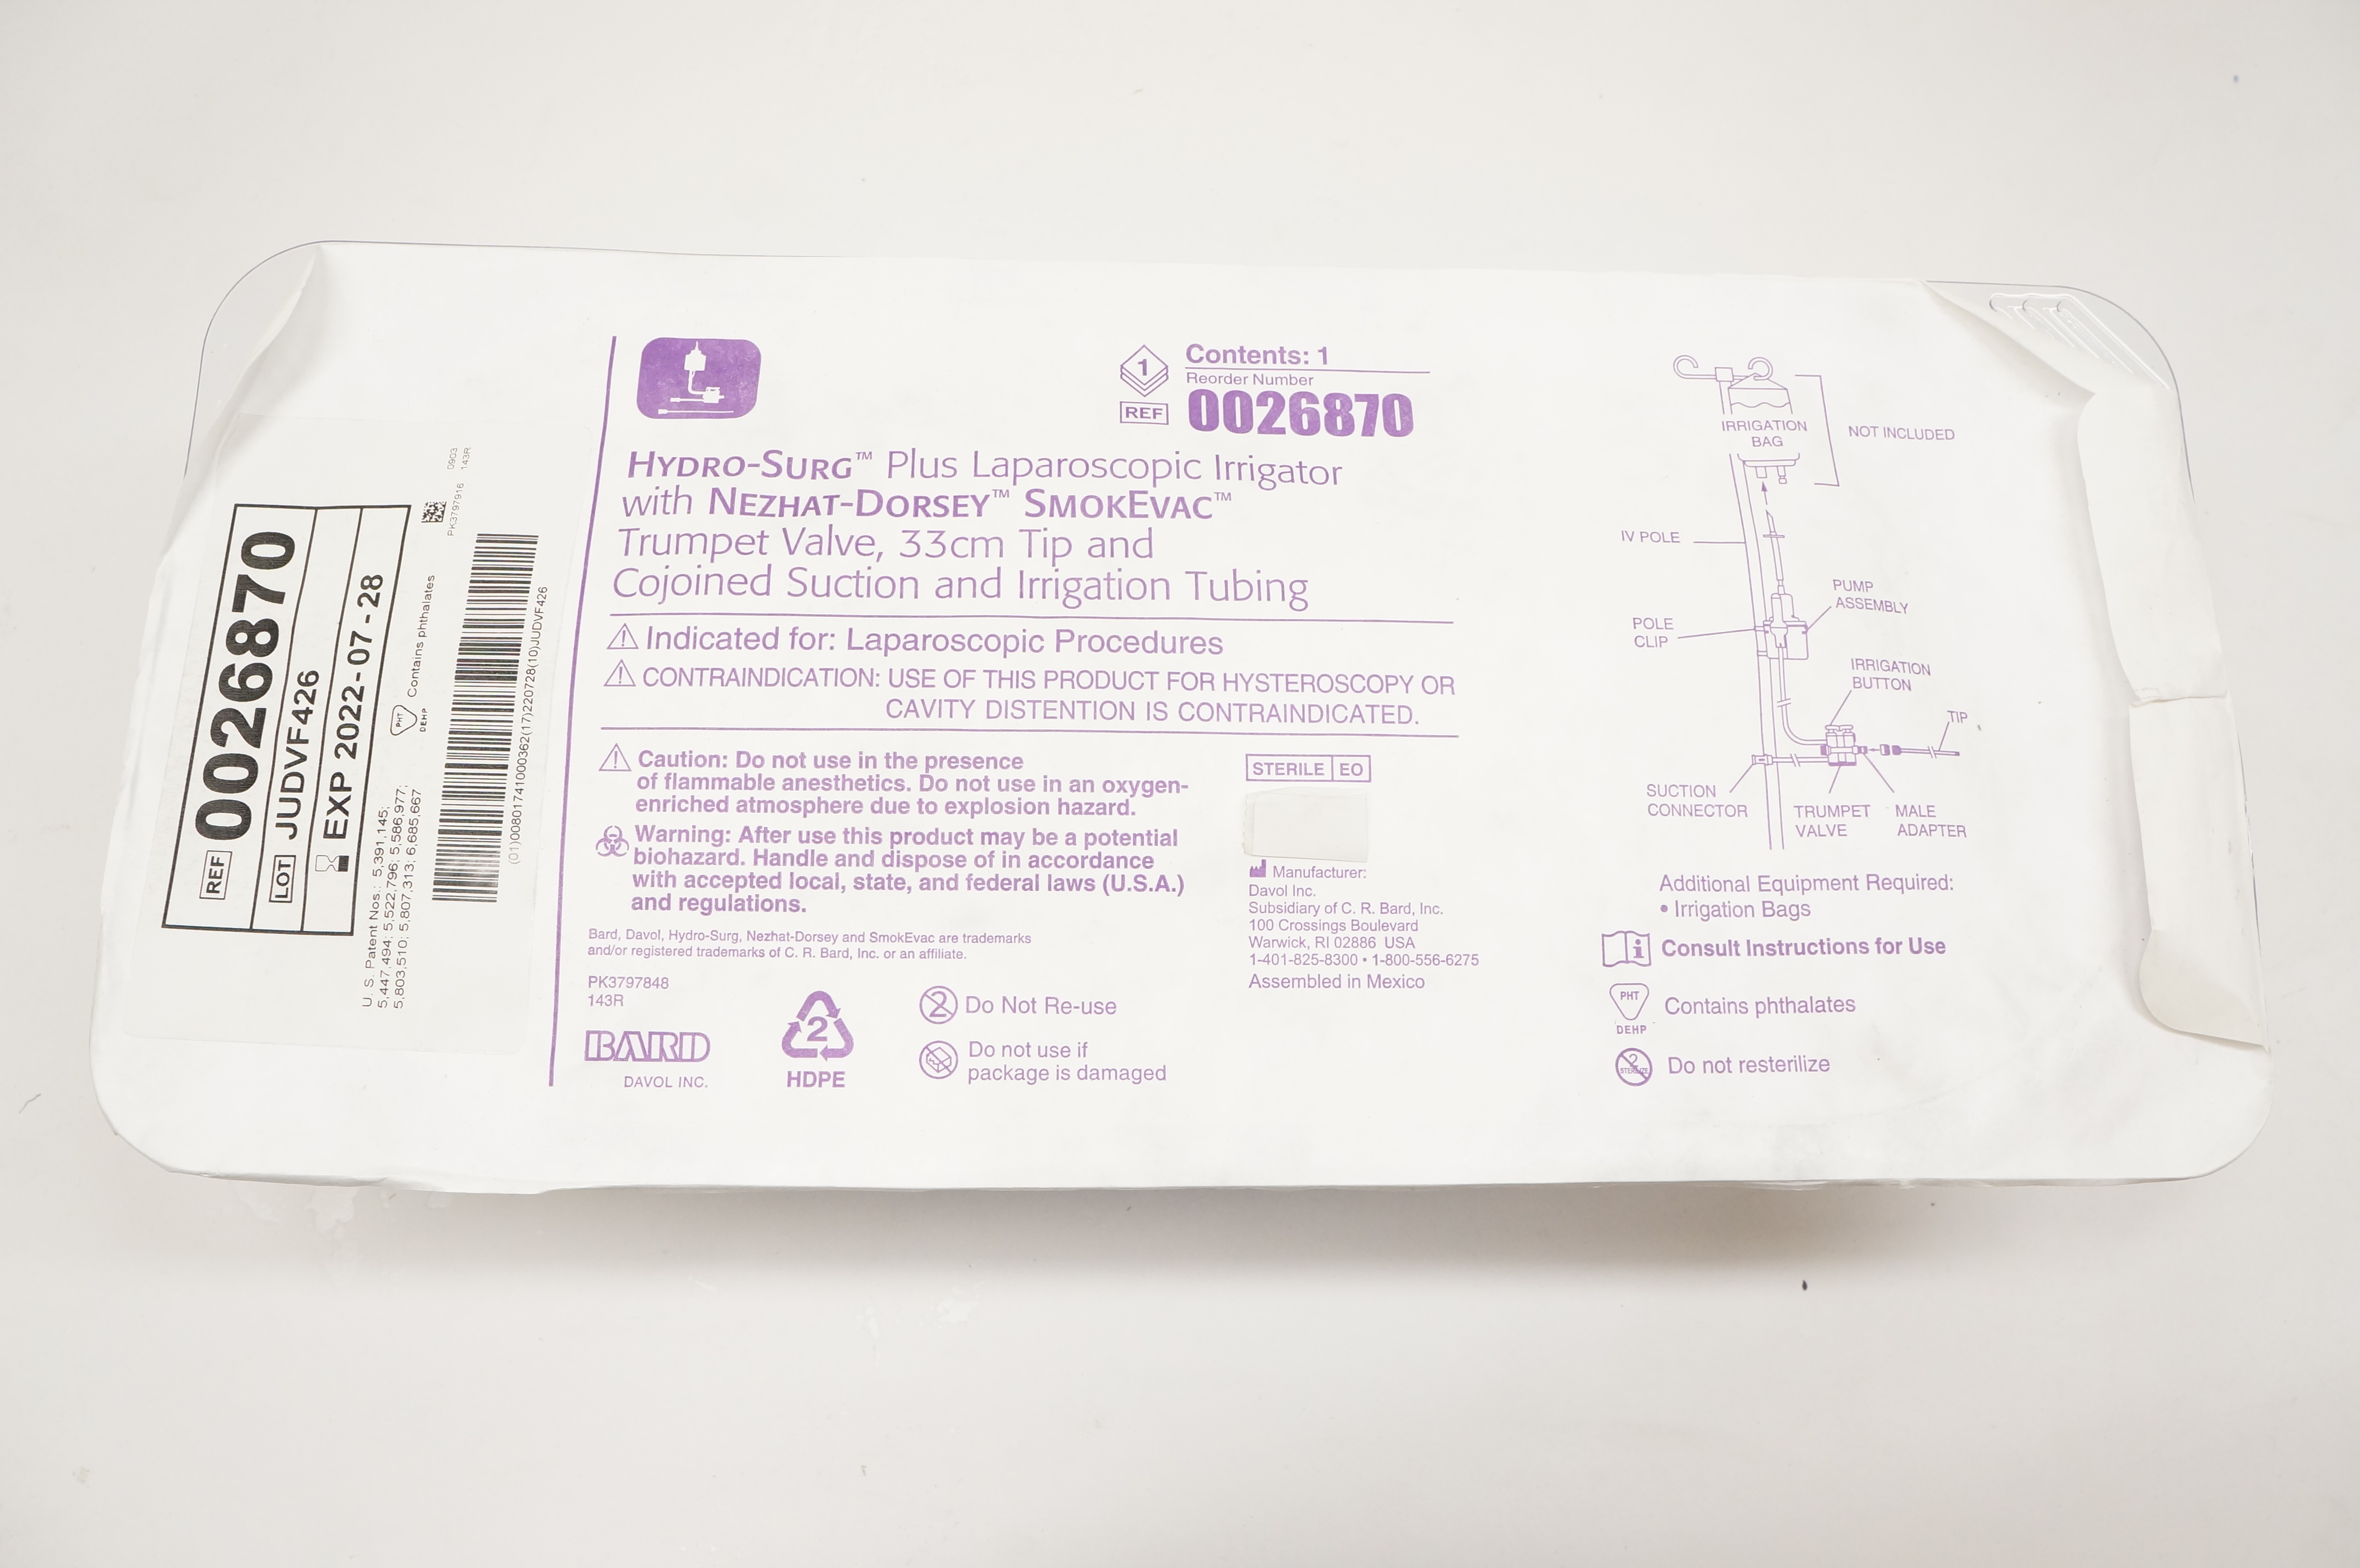 REF 0026870
LOT JUDVF426
EXP 2022-07-28
U. S. Patent Nos.: 5,391,145;
5,447,494; 5,522,796; 5,586,977;
5,803,510; 5,807,313; 6,685,667
PHT
DEHP
Contains phthalates
PK3797916 0903
143R
(01)00801741000362(17)220728(10)JUDVF426
1
Contents: 1
Reorder Number
REF 0026870
HYDRO-SURG™ Plus Laparoscopic Irrigator
with NEZHAT-DORSEY™ SMOKEVAC™
Trumpet Valve, 33cm Tip and
Cojoined Suction and Irrigation Tubing
Indicated for: Laparoscopic Procedures
CONTRAINDICATION: USE OF THIS PRODUCT FOR HYSTEROSCOPY OR
CAVITY DISTENTION IS CONTRAINDICATED.
Caution: Do not use in the presence
of flammable anesthetics. Do not use in an oxygen-
enriched atmosphere due to explosion hazard.
Warning: After use this product may be a potential
biohazard. Handle and dispose of in accordance
with accepted local, state, and federal laws (U.S.A.)
and regulations.
Bard, Davol, Hydro-Surg, Nezhat-Dorsey and SmokEvac are trademarks
and/or registered trademarks of C. R. Bard, Inc. or an affiliate.
PK3797848
143R
BARD
DAVOL INC.
2
HDPE
2 Do Not Re-use
Do not use if
package is damaged
STERILE EO
Manufacturer:
Davol Inc.
Subsidiary of C. R. Bard, Inc.
100 Crossings Boulevard
Warwick, RI 02886 USA
1-401-825-8300 • 1-800-556-6275
Assembled in Mexico
IRRIGATION
BAG
NOT INCLUDED
IV POLE
PUMP
ASSEMBLY
POLE
CLIP
IRRIGATION
BUTTON
TIP
SUCTION
CONNECTOR
TRUMPET
VALVE
MALE
ADAPTER
Additional Equipment Required:
• Irrigation Bags
i Consult Instructions for Use
PHT
DEHP
Contains phthalates
2
STERILIZE
Do not resterilize